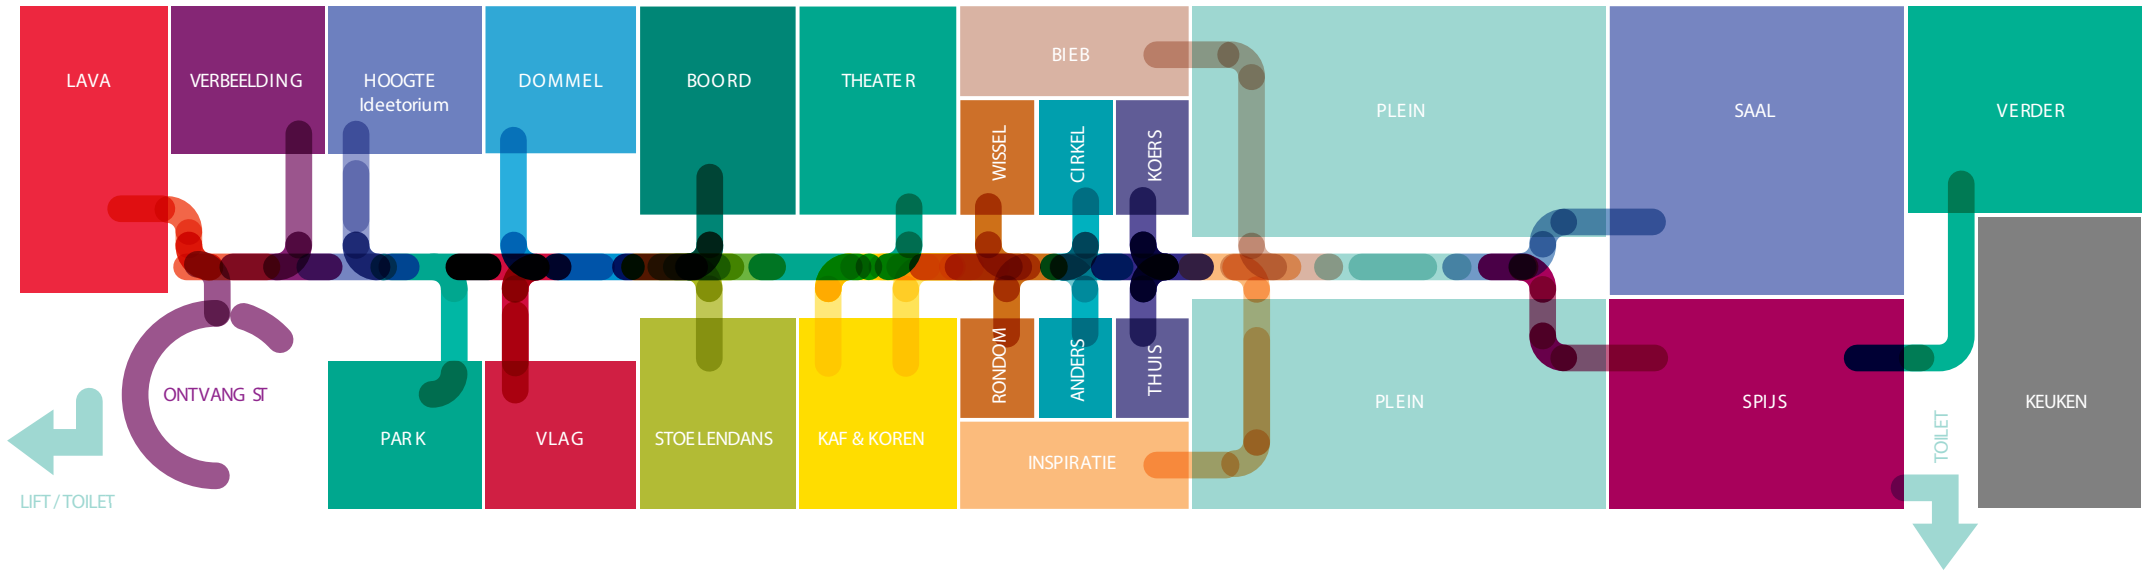 LAVA
VERBEELDING
HOOGTE
Ideetorium
DOMMEL
BOORD
THEATER
BIEB
WISSEL
CIRKEL
KOERS
PLEIN
SAAL
VERDER
ONTVANGST
LIFT / TOILET
PARK
VLAG
STOELENDANS
KAF & KOREN
RONDOM
ANDERS
THUIS
INSPIRATIE
PLEIN
SPIJS
TOILET
KEUKEN